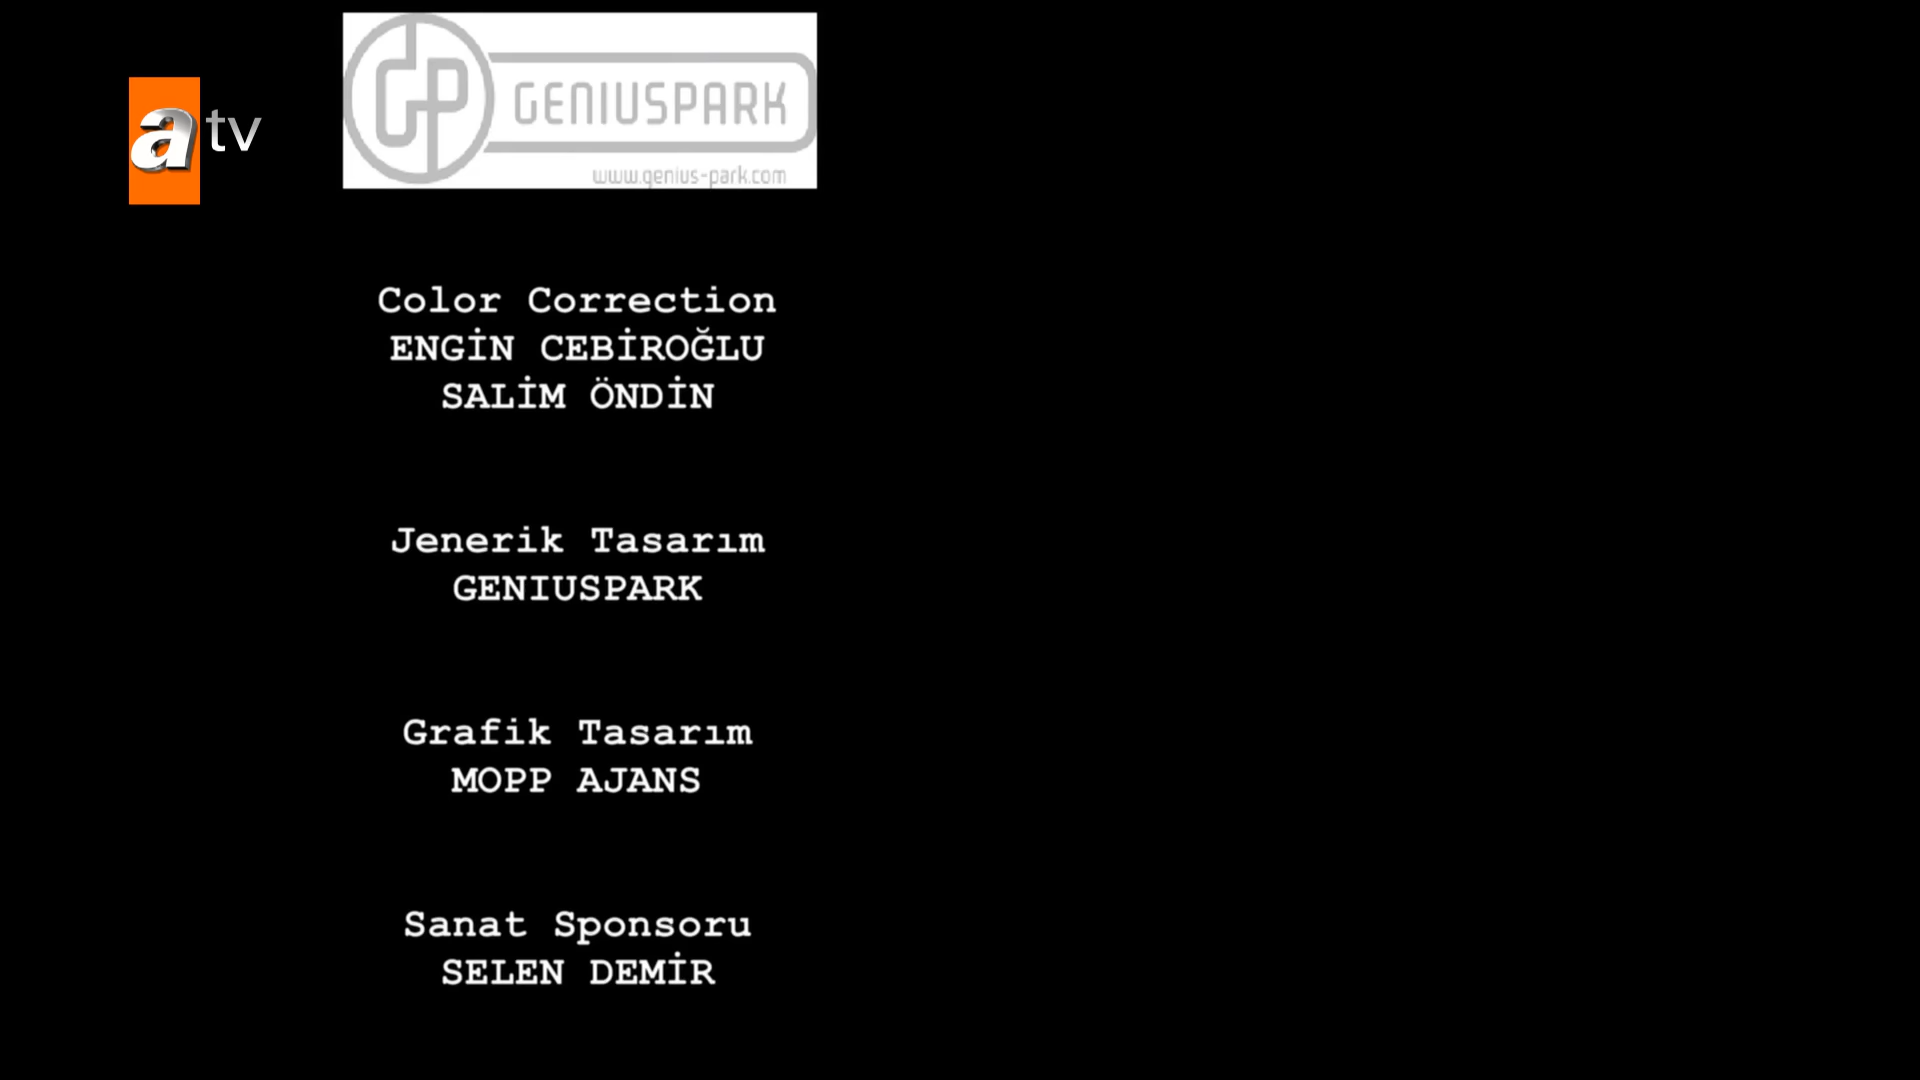 atv
GP GENIUSPARK
www.genius-park.com
Color Correction
ENGİN CEBİROĞLU
SALİM ÖNDİN
Jenerik Tasarım
GENIUSPARK
Grafik Tasarım
MOPP AJANS
Sanat Sponsoru
SELEN DEMİR